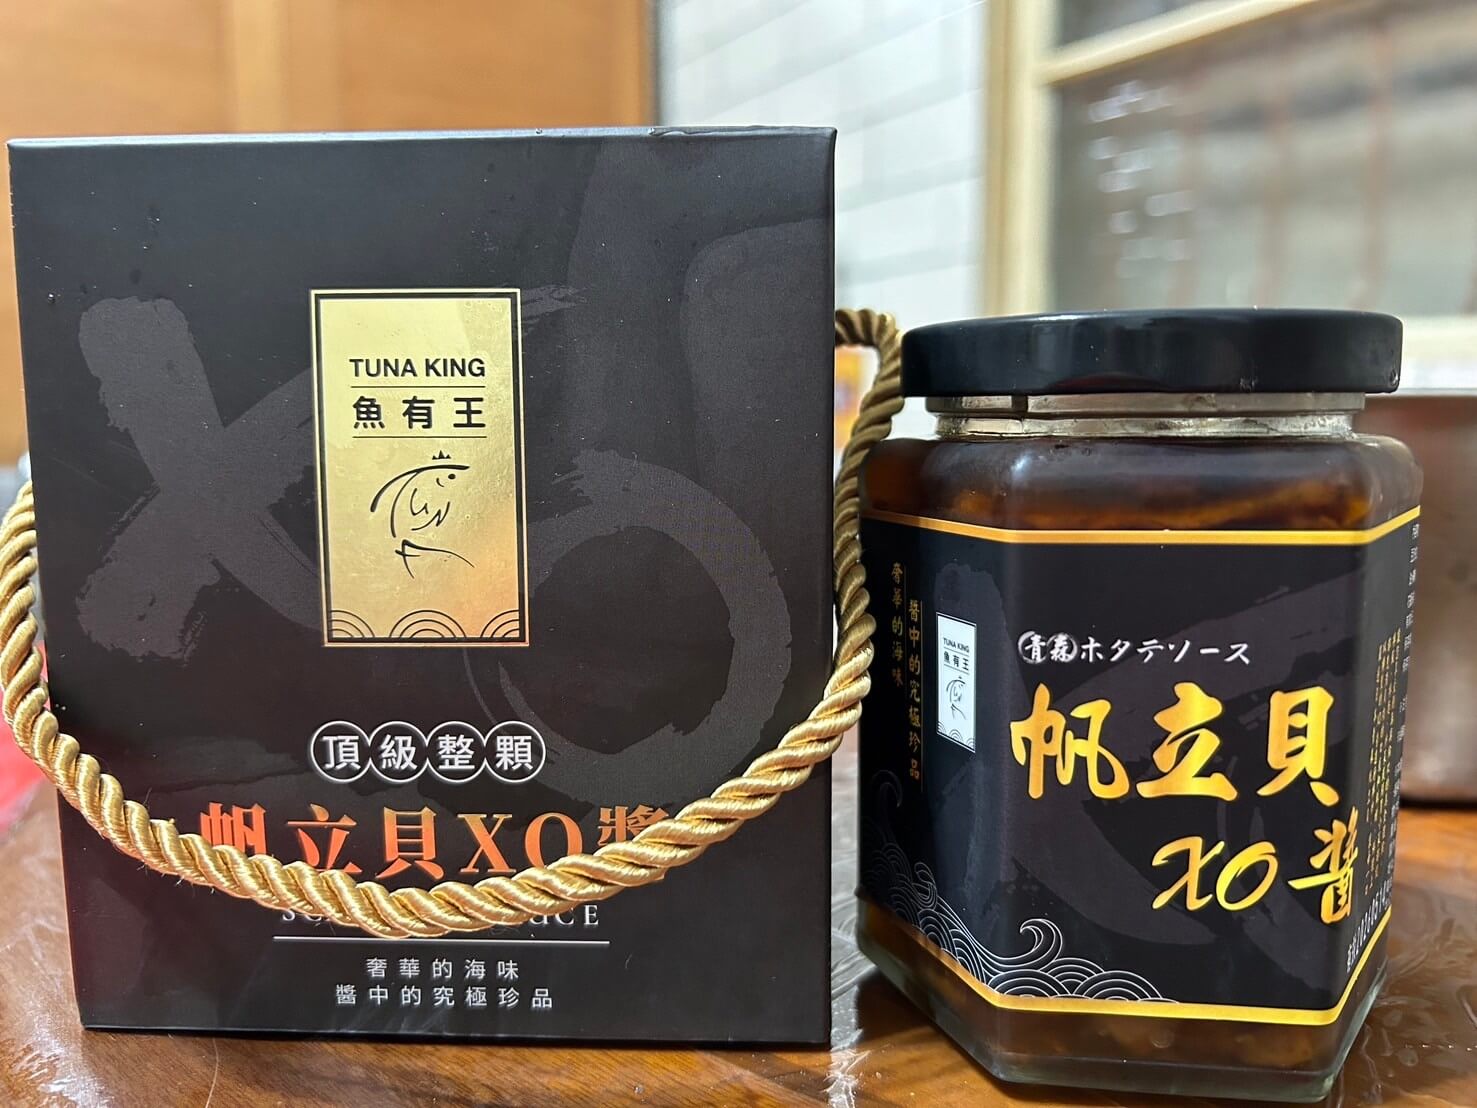 TUNA KING
魚有王
頂級整顆
帆立貝XO醬
奢華的海味
醬中的究極珍品
奢華的海味
醬中的究極珍品
TUNA KING
魚有王
青森ホタテソース
帆立貝
XO醬